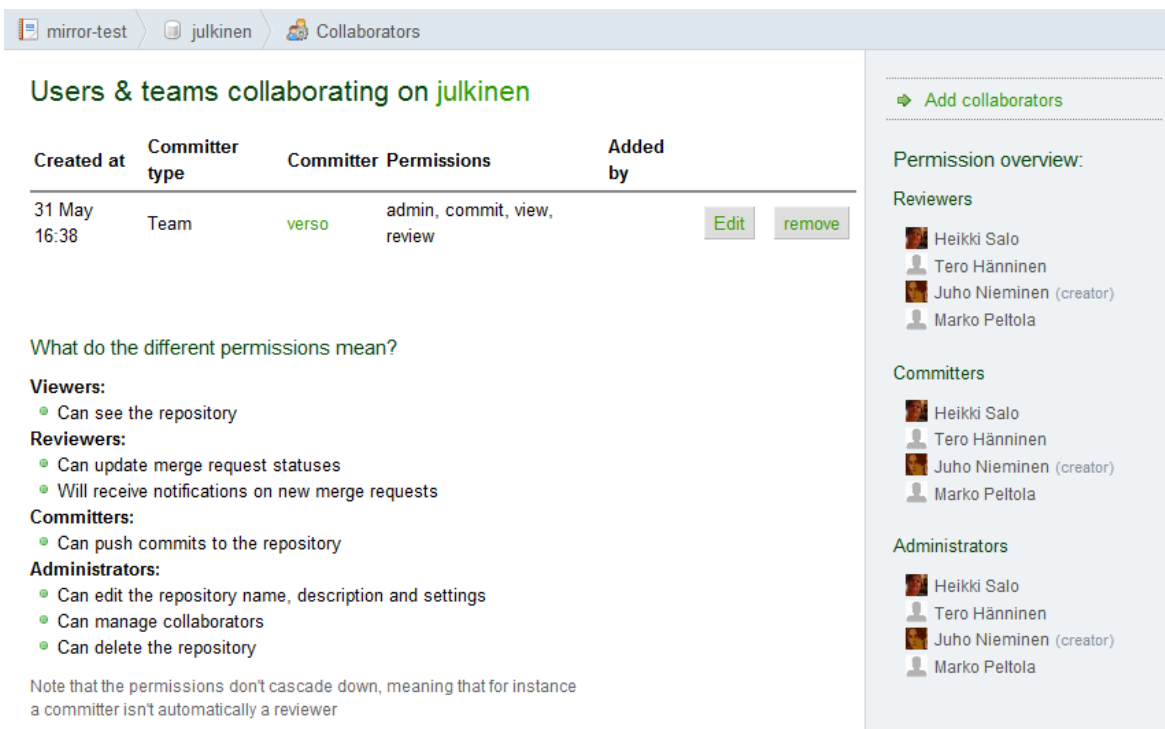 mirror-test julkinen Collaborators
Users & teams collaborating on julkinen
Created at Committer type Committer Permissions Added by
31 May 16:38 Team verso admin, commit, view, review Edit remove
What do the different permissions mean?
Viewers:
Can see the repository
Reviewers:
Can update merge request statuses
Will receive notifications on new merge requests
Committers:
Can push commits to the repository
Administrators:
Can edit the repository name, description and settings
Can manage collaborators
Can delete the repository
Note that the permissions don't cascade down, meaning that for instance
a committer isn't automatically a reviewer
Add collaborators
Permission overview:
Reviewers
Heikki Salo
Tero Hänninen
Juho Nieminen (creator)
Marko Peltola
Committers
Heikki Salo
Tero Hänninen
Juho Nieminen (creator)
Marko Peltola
Administrators
Heikki Salo
Tero Hänninen
Juho Nieminen (creator)
Marko Peltola